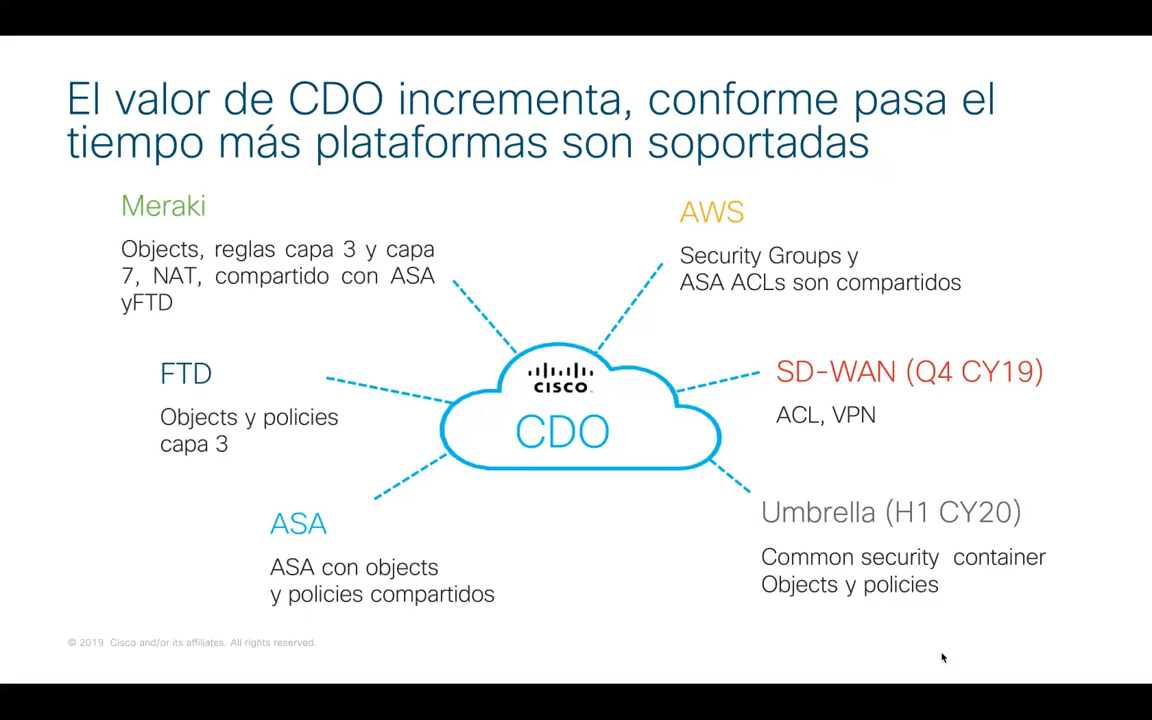 El valor de CDO incrementa, conforme pasa el
tiempo más plataformas son soportadas
Meraki
Objects, reglas capa 3 y capa
7, NAT, compartido con ASA
yFTD
AWS
Security Groups y
ASA ACLs son compartidos
FTD
Objects y policies
capa 3
CISCO
CDO
SD-WAN (Q4 CY19)
ACL, VPN
ASA
ASA con objects
y policies compartidos
Umbrella (H1 CY20)
Common security container
Objects y policies
© 2019 Cisco and/or its affiliates. All rights reserved.